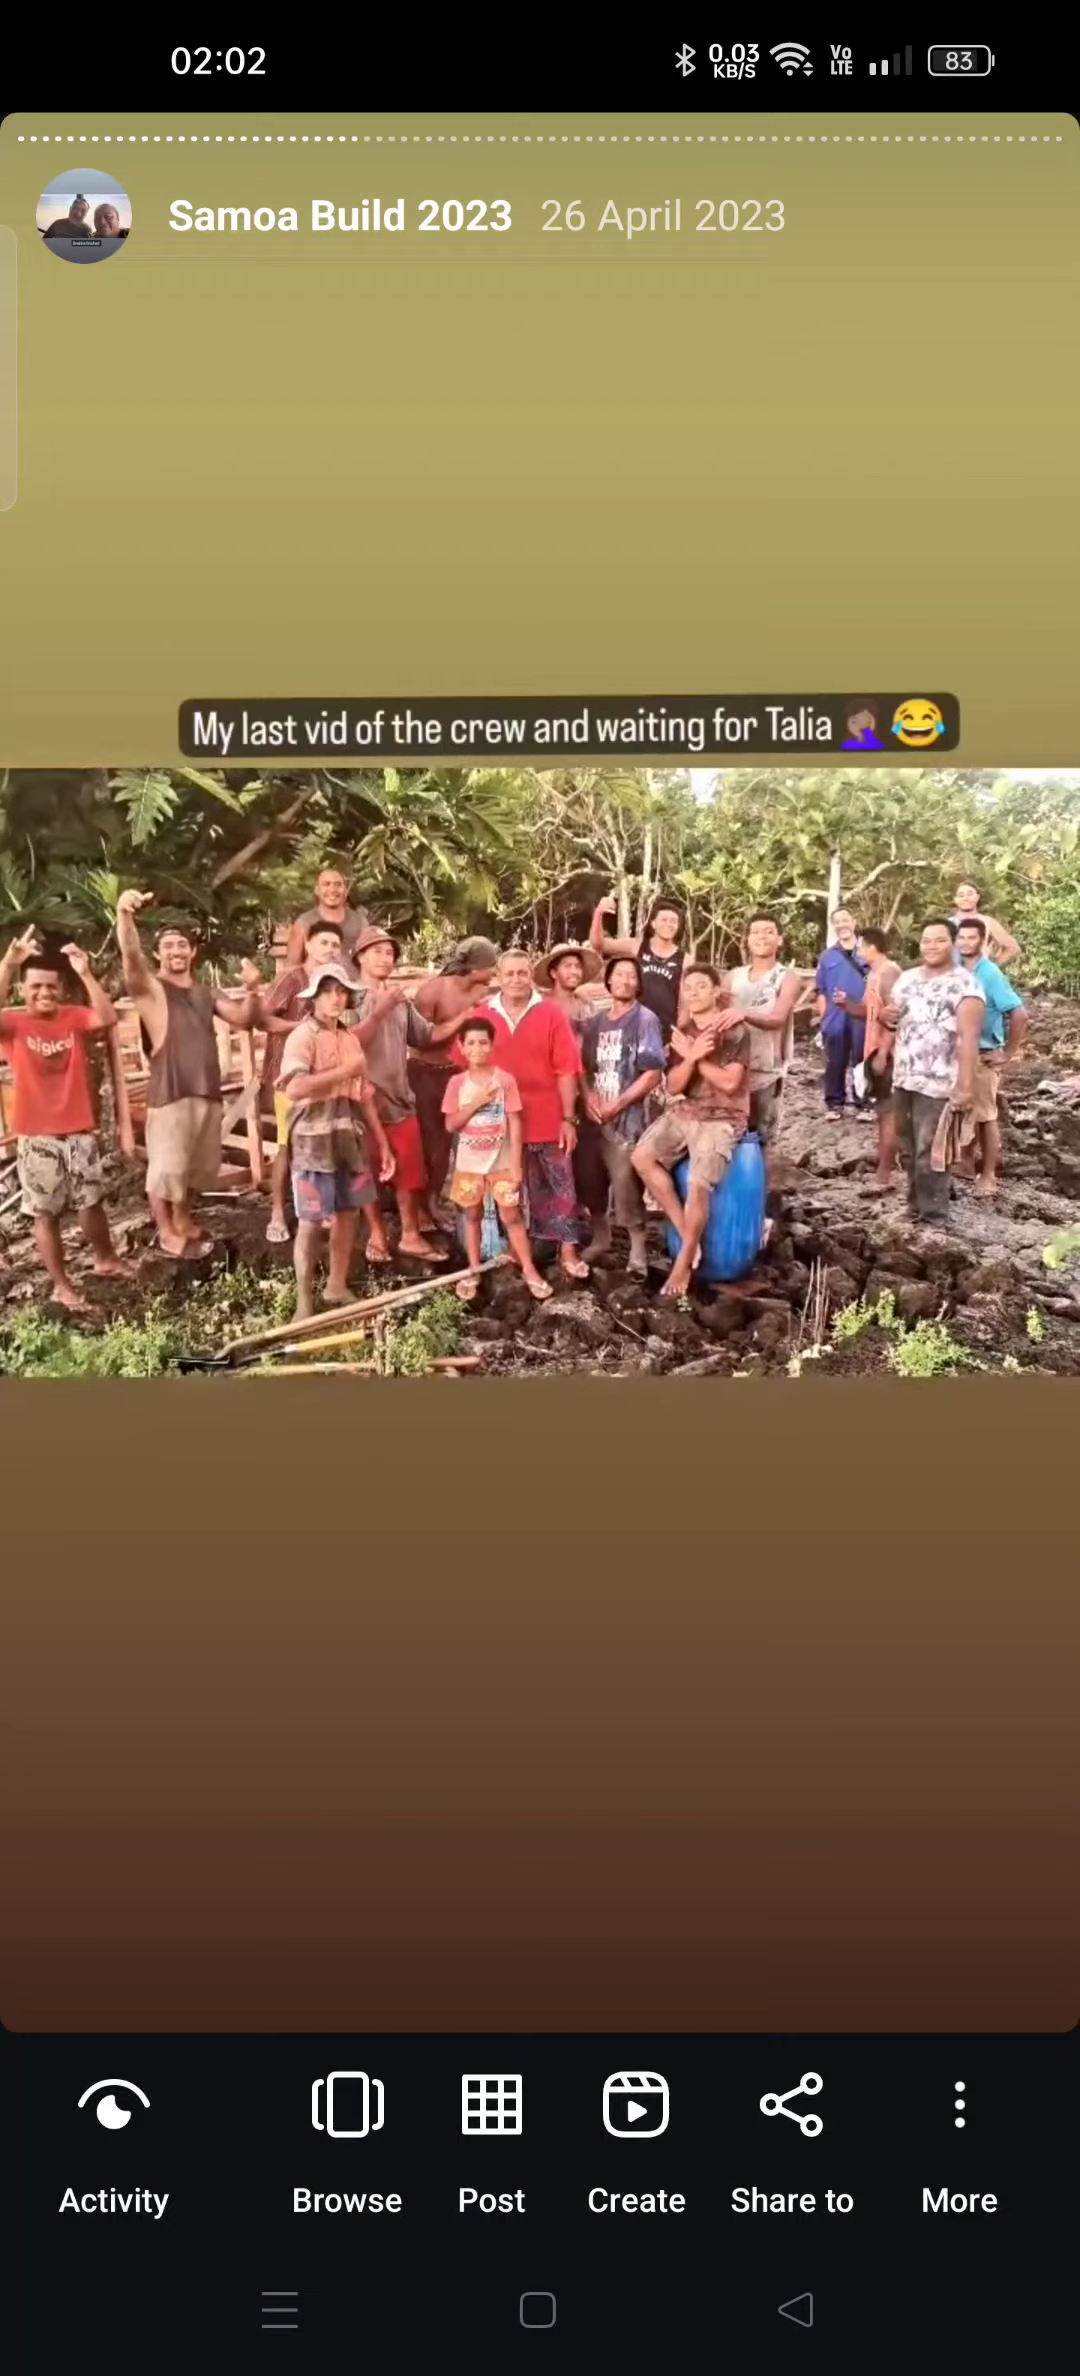 02:02 0.03 KB/S Vo LTE 83
Samoa Build 2023 26 April 2023
My last vid of the crew and waiting for Talia 🤦🏽‍♀️😂
Digicel
Activity Browse Post Create Share to More